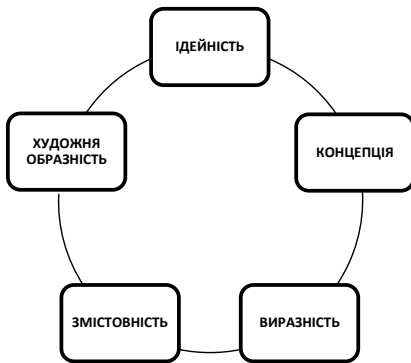 ІДЕЙНІСТЬ
КОНЦЕПЦІЯ
ВИРАЗНІСТЬ
ЗМІСТОВНІСТЬ
ХУДОЖНЯ
ОБРАЗНІСТЬ